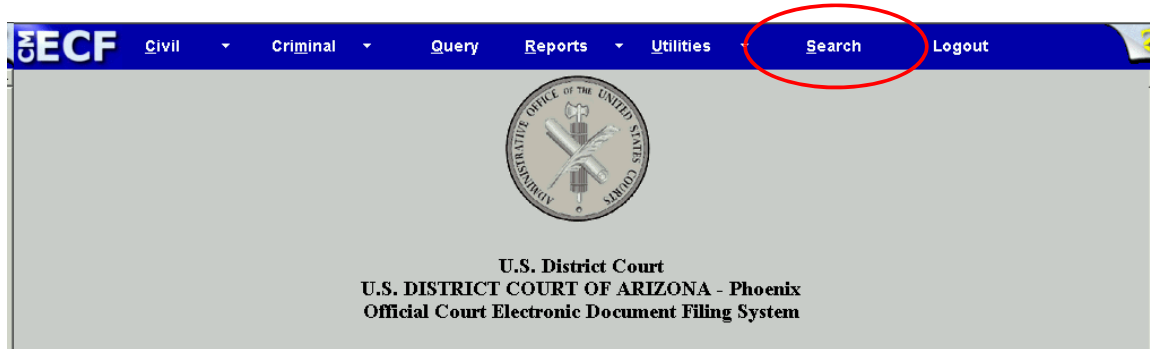 CM ECF Civil Criminal Query Reports Utilities Search Logout
ADMINISTRATIVE OFFICE OF THE UNITED STATES COURTS
U.S. District Court
U.S. DISTRICT COURT OF ARIZONA - Phoenix
Official Court Electronic Document Filing System